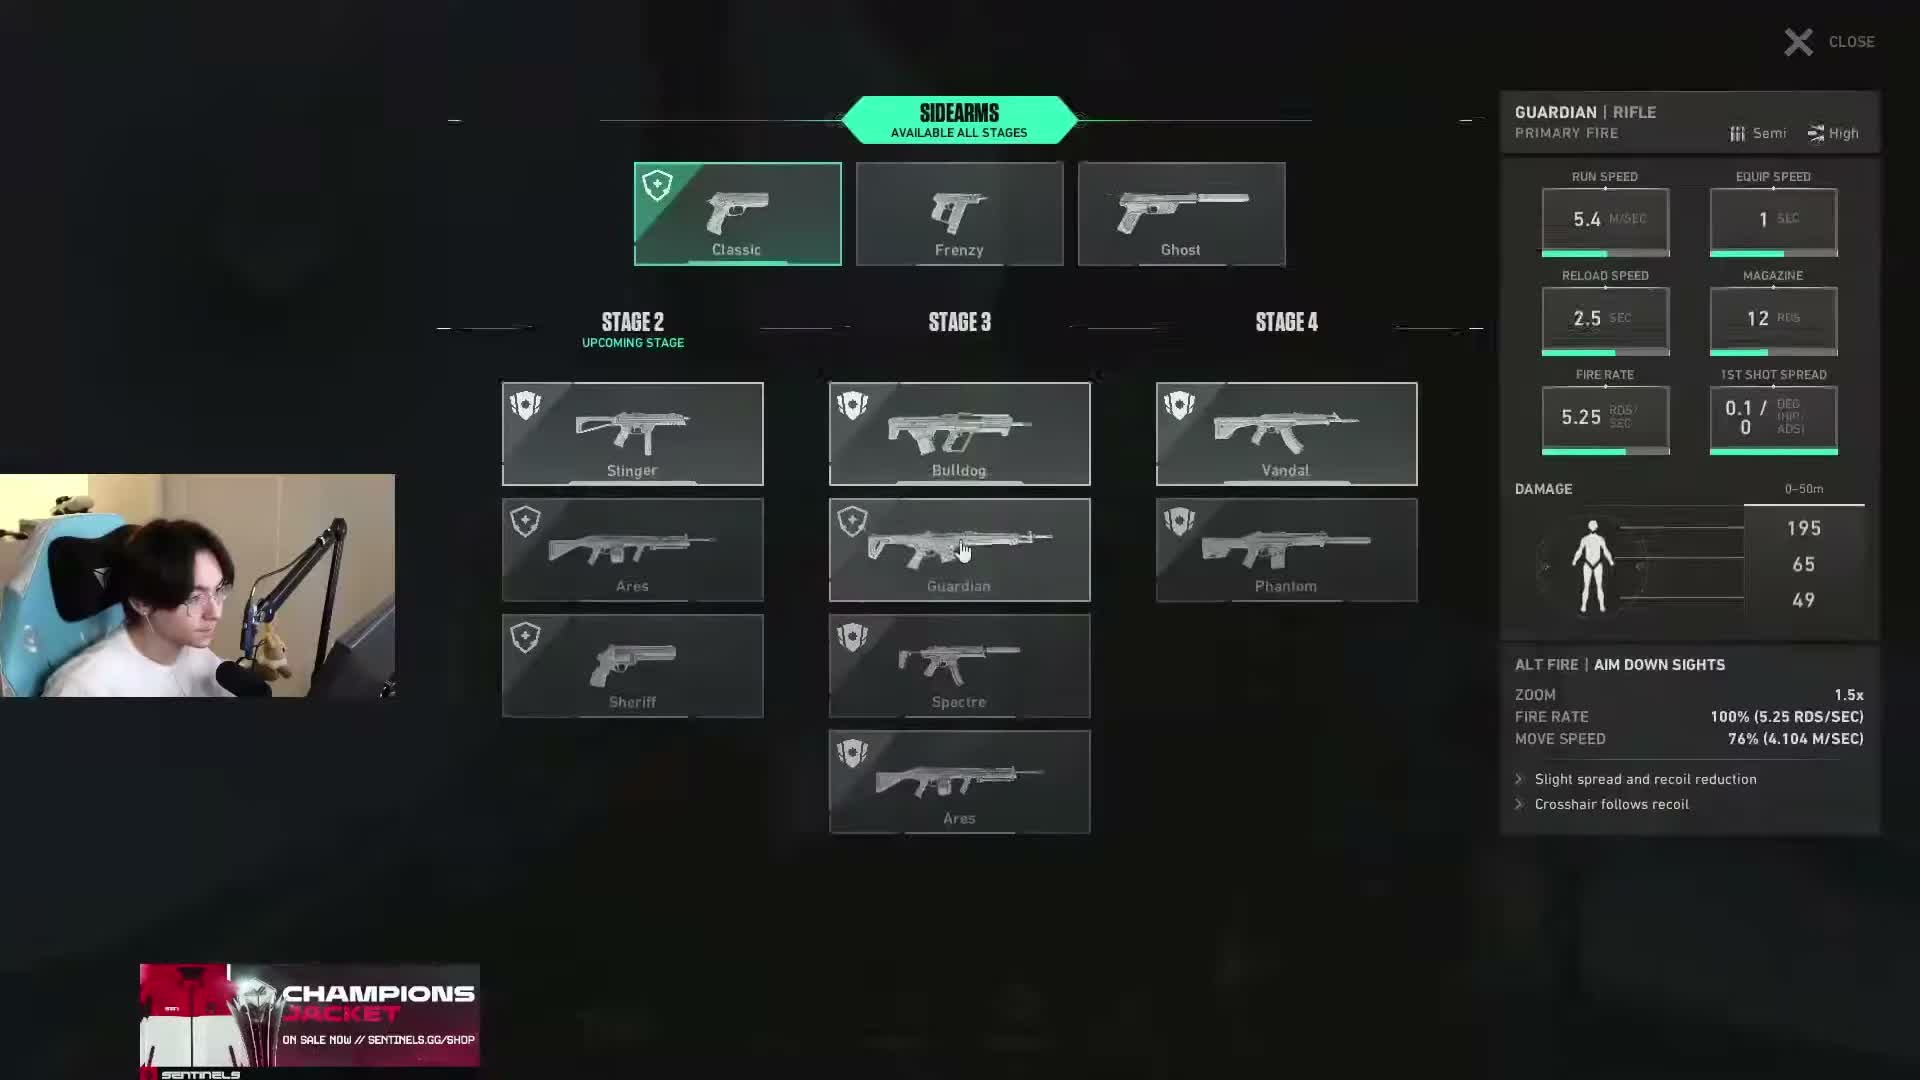 CLOSE
SIDEARMS
AVAILABLE ALL STAGES
Classic
Frenzy
Ghost
STAGE 2
UPCOMING STAGE
STAGE 3
STAGE 4
Stinger
Bulldog
Vandal
Ares
Guardian
Phantom
Sheriff
Spectre
Ares
GUARDIAN | RIFLE
PRIMARY FIRE
Semi
High
RUN SPEED
EQUIP SPEED
5.4 M/SEC
1 SEC
RELOAD SPEED
MAGAZINE
2.5 SEC
12 RDS
FIRE RATE
1ST SHOT SPREAD
5.25 RDS/SEC
0.1 / 0 DEG (HIP/ADS)
DAMAGE
0–50m
195
65
49
ALT FIRE | AIM DOWN SIGHTS
ZOOM 1.5x
FIRE RATE 100% (5.25 RDS/SEC)
MOVE SPEED 76% (4.104 M/SEC)
Slight spread and recoil reduction
Crosshair follows recoil
CHAMPIONS
JACKET
ON SALE NOW // SENTINELS.GG/SHOP
SENTINELS